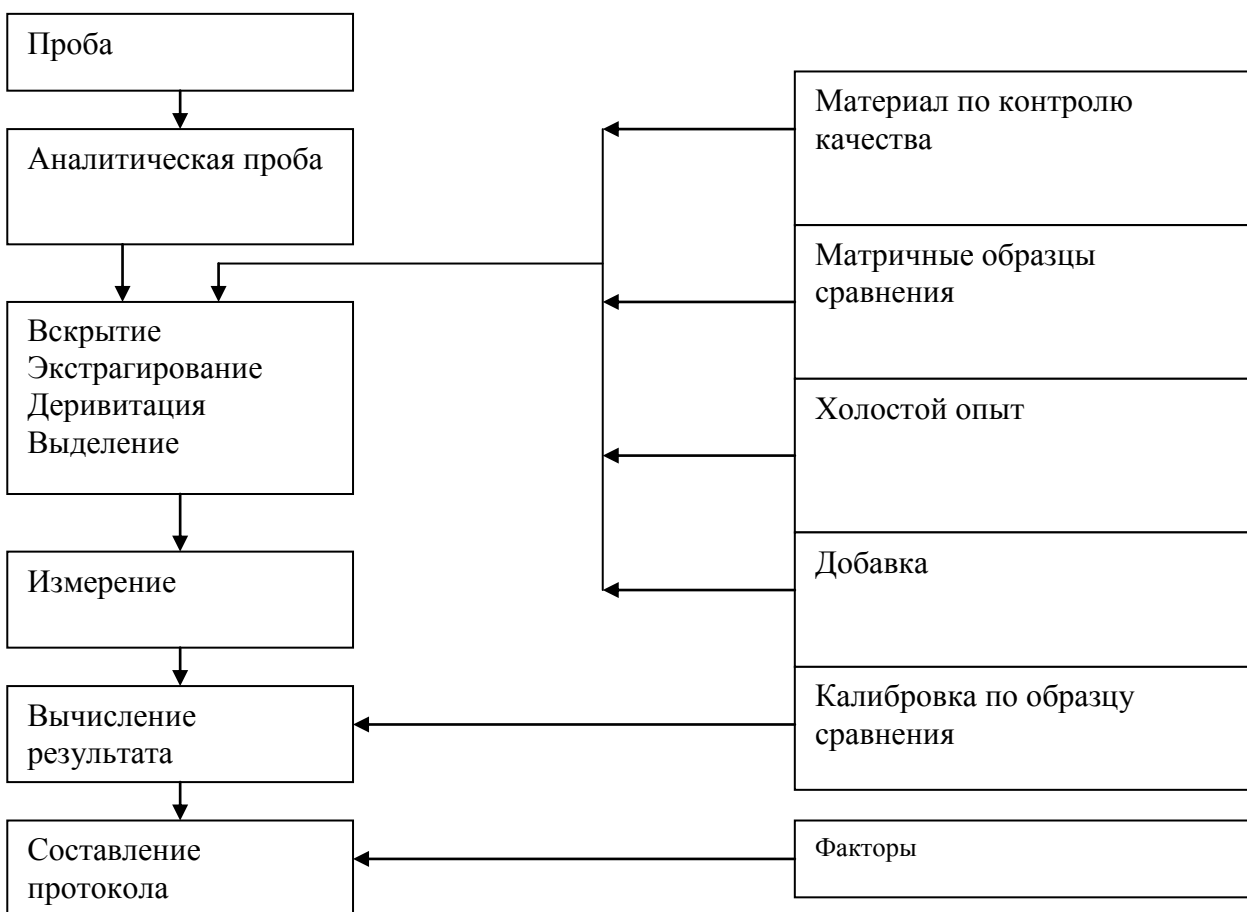 Проба
Аналитическая проба
Вскрытие
Экстрагирование
Деривитация
Выделение
Измерение
Вычисление
результата
Составление
протокола
Материал по контролю
качества
Матричные образцы
сравнения
Холостой опыт
Добавка
Калибровка по образцу
сравнения
Факторы